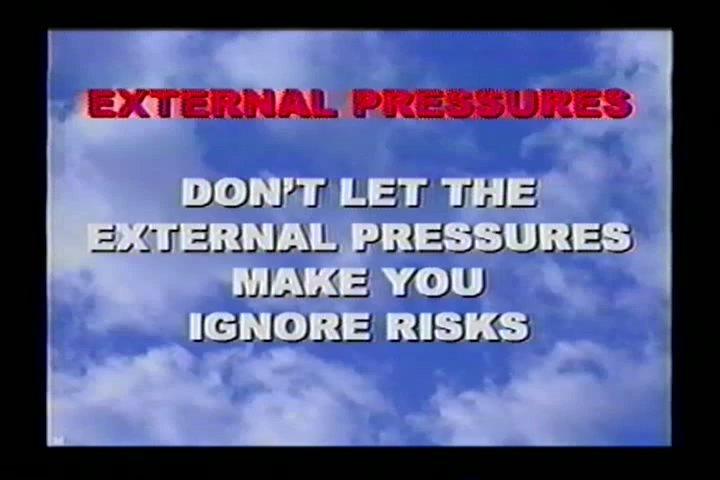 EXTERNAL PRESSURES
DON'T LET THE
EXTERNAL PRESSURES
MAKE YOU
IGNORE RISKS